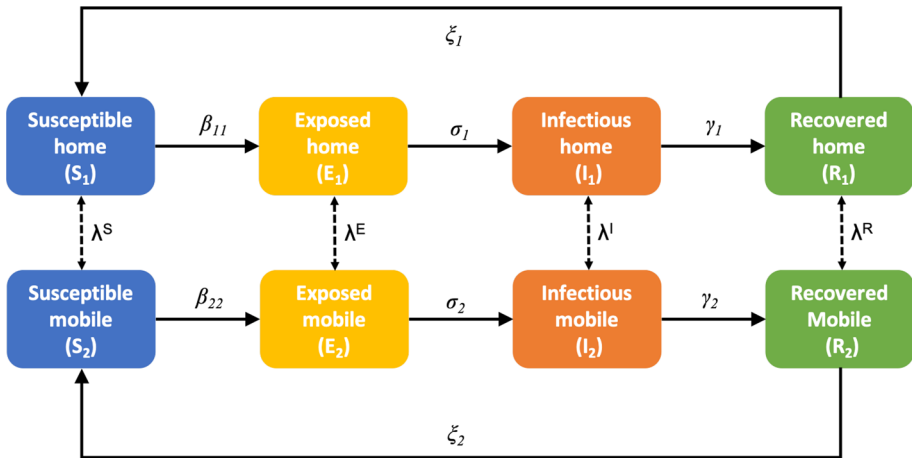 ξ1
Susceptible
home
(S1)
β11
Exposed
home
(E1)
σ1
Infectious
home
(I1)
γ1
Recovered
home
(R1)
λS
λE
λI
λR
Susceptible
mobile
(S2)
β22
Exposed
mobile
(E2)
σ2
Infectious
mobile
(I2)
γ2
Recovered
Mobile
(R2)
ξ2